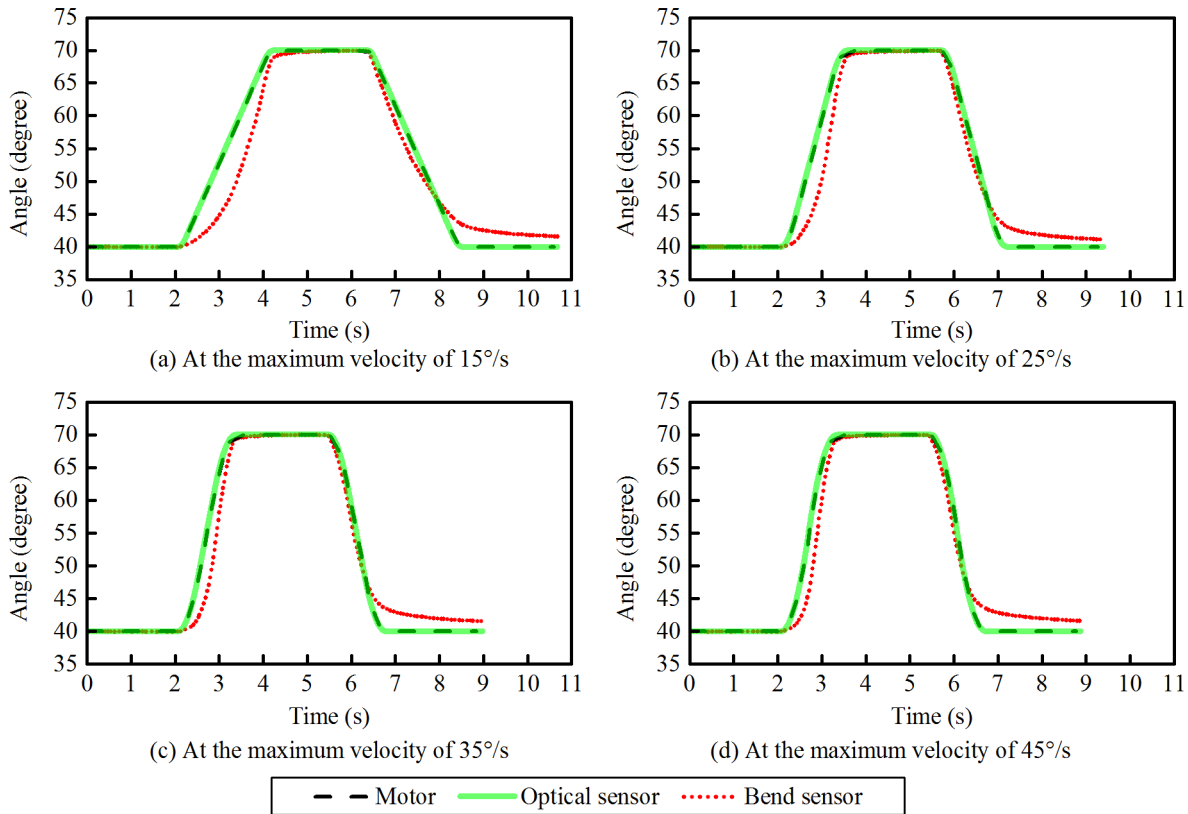 75
70
65
60
55
50
45
40
35
Angle (degree)
0 1 2 3 4 5 6 7 8 9 10 11
Time (s)
(a) At the maximum velocity of 15°/s
75
70
65
60
55
50
45
40
35
Angle (degree)
0 1 2 3 4 5 6 7 8 9 10 11
Time (s)
(b) At the maximum velocity of 25°/s
75
70
65
60
55
50
45
40
35
Angle (degree)
0 1 2 3 4 5 6 7 8 9 10 11
Time (s)
(c) At the maximum velocity of 35°/s
75
70
65
60
55
50
45
40
35
Angle (degree)
0 1 2 3 4 5 6 7 8 9 10 11
Time (s)
(d) At the maximum velocity of 45°/s
Motor Optical sensor Bend sensor